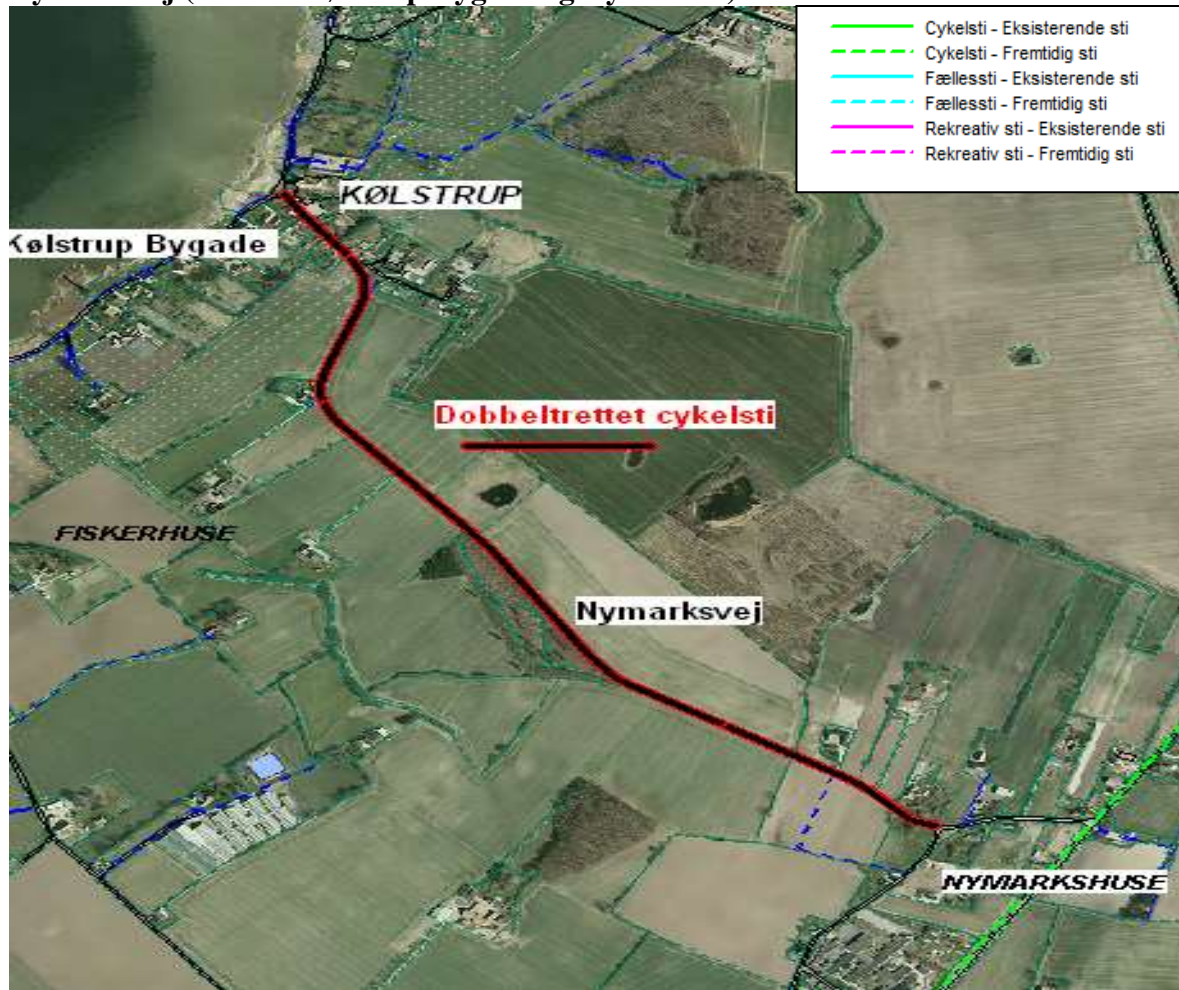 Cykelsti - Eksisterende sti
Cykelsti - Fremtidig sti
Fællessti - Eksisterende sti
Fællessti - Fremtidig sti
Rekreativ sti - Eksisterende sti
Rekreativ sti - Fremtidig sti
KØLSTRUP
Kølstrup Bygade
Dobbeltrettet cykelsti
FISKERHUSE
Nymarksvej
NYMARKSHUSE